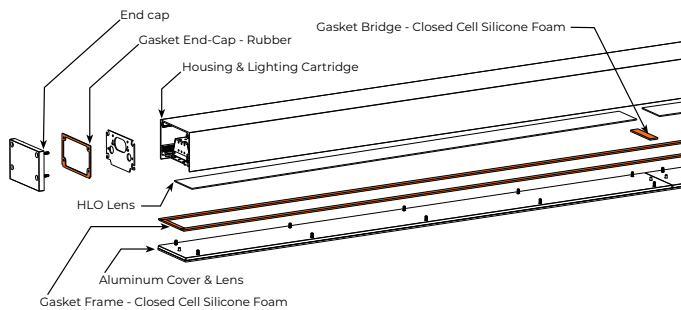 End cap
Gasket End-Cap - Rubber
Gasket Bridge - Closed Cell Silicone Foam
Housing & Lighting Cartridge
HLO Lens
Aluminum Cover & Lens
Gasket Frame - Closed Cell Silicone Foam